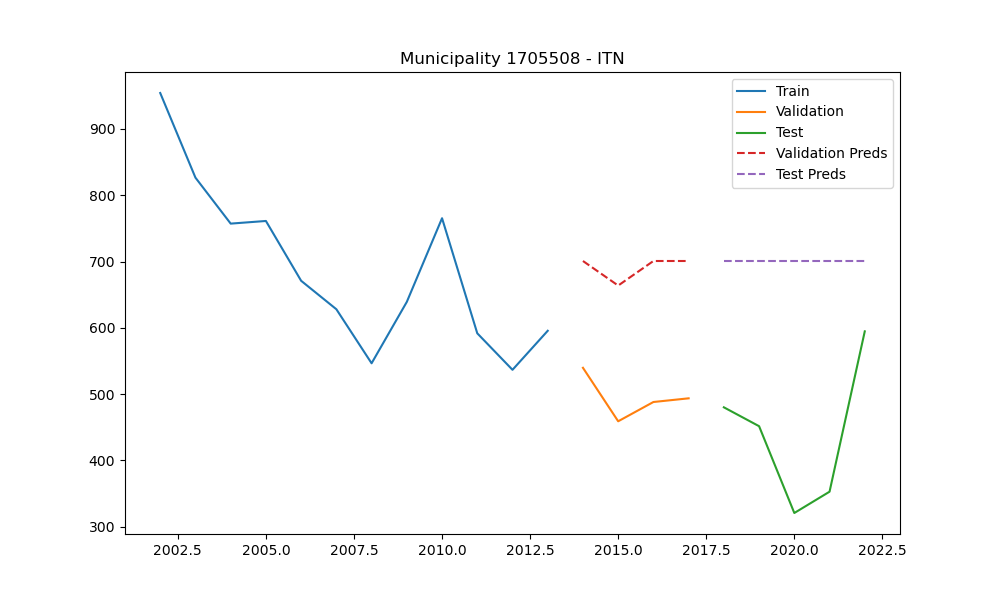 Municipality 1705508 - ITN
Train
Validation
Test
Validation Preds
Test Preds
900
800
700
600
500
400
300
2002.5 2005.0 2007.5 2010.0 2012.5 2015.0 2017.5 2020.0 2022.5